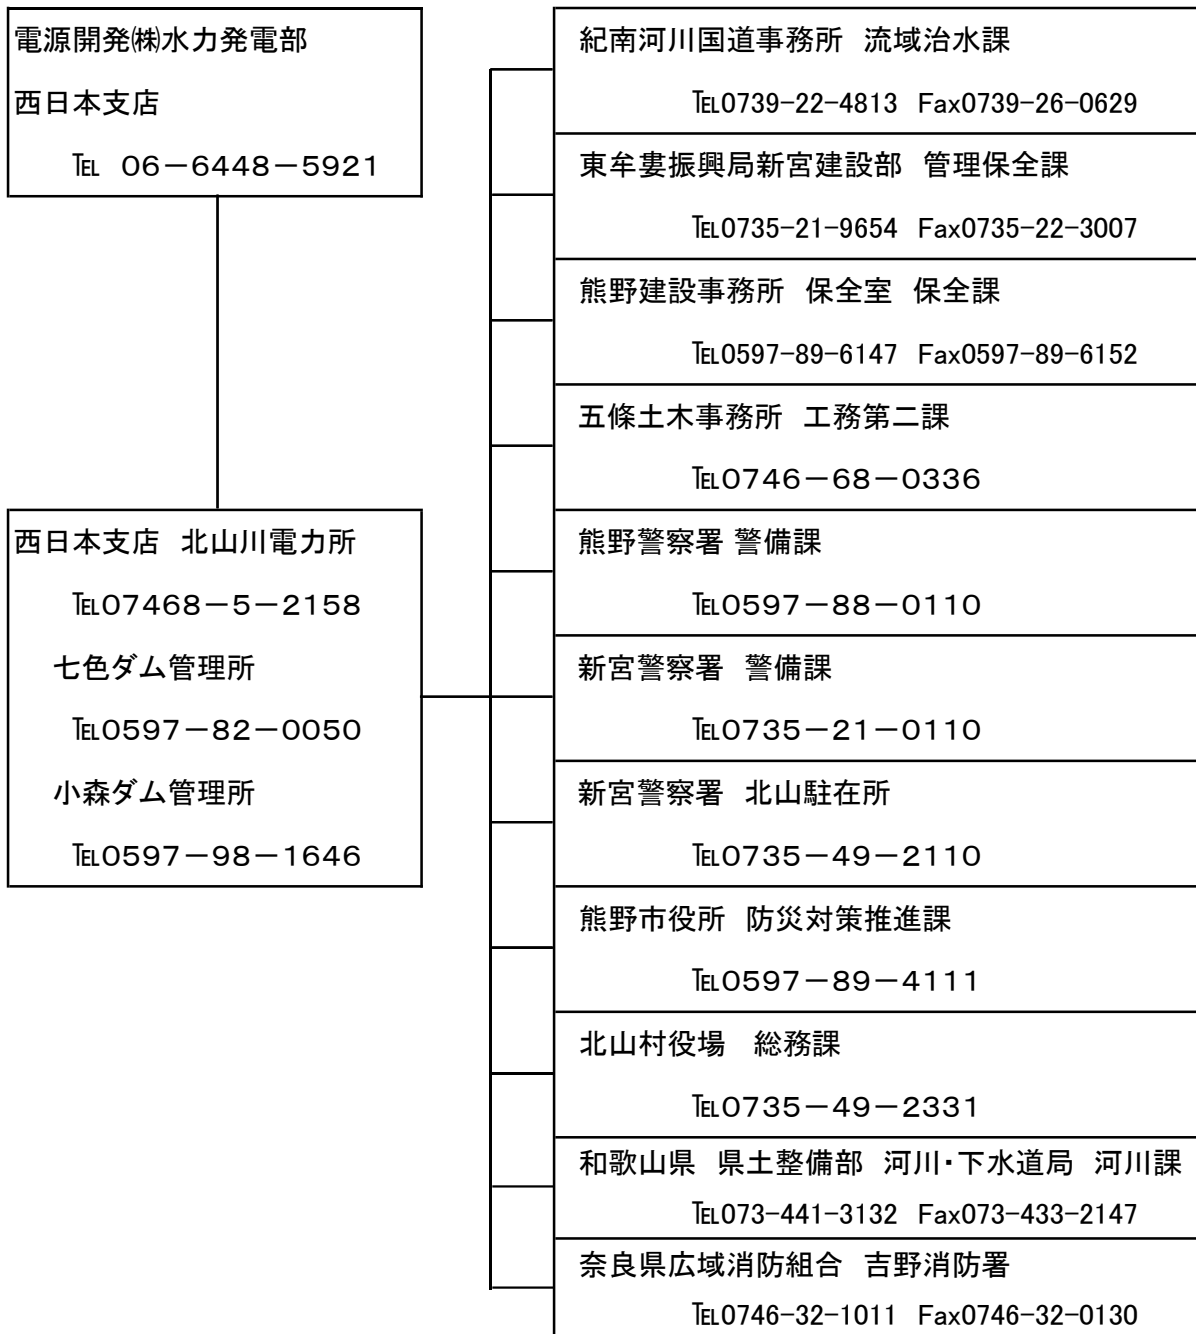 電源開発㈱水力発電部
西日本支店
℡ 06－6448－5921
西日本支店 北山川電力所
℡07468－5－2158
七色ダム管理所
℡0597－82－0050
小森ダム管理所
℡0597－98－1646
紀南河川国道事務所 流域治水課
℡0739-22-4813 Fax0739-26-0629
東牟婁振興局新宮建設部 管理保全課
℡0735-21-9654 Fax0735-22-3007
熊野建設事務所 保全室 保全課
℡0597-89-6147 Fax0597-89-6152
五條土木事務所 工務第二課
℡0746－68－0336
熊野警察署 警備課
℡0597－88－0110
新宮警察署 警備課
℡0735－21－0110
新宮警察署 北山駐在所
℡0735－49－2110
熊野市役所 防災対策推進課
℡0597－89－4111
北山村役場 総務課
℡0735－49－2331
和歌山県 県土整備部 河川・下水道局 河川課
℡073-441-3132 Fax073-433-2147
奈良県広域消防組合 吉野消防署
℡0746-32-1011 Fax0746-32-0130